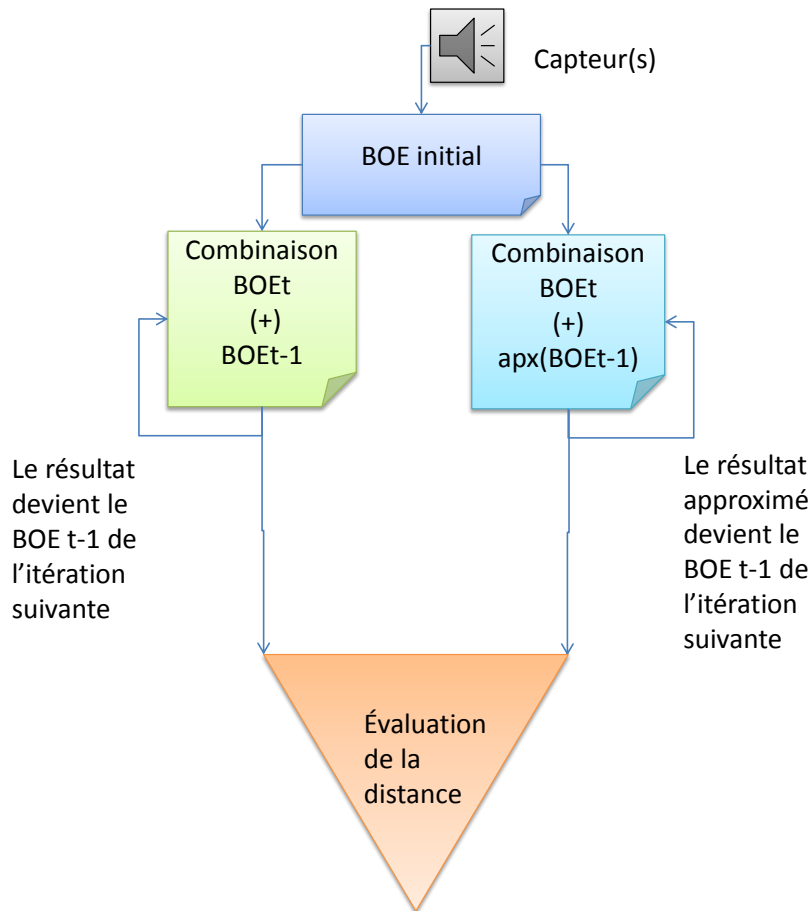 Capteur(s)
BOE initial
Combinaison
BOEt
(+)
BOEt-1
Combinaison
BOEt
(+)
apx(BOEt-1)
Le résultat
devient le
BOE t-1 de
l’itération
suivante
Le résultat
approximé
devient le
BOE t-1 de
l’itération
suivante
Évaluation
de la
distance